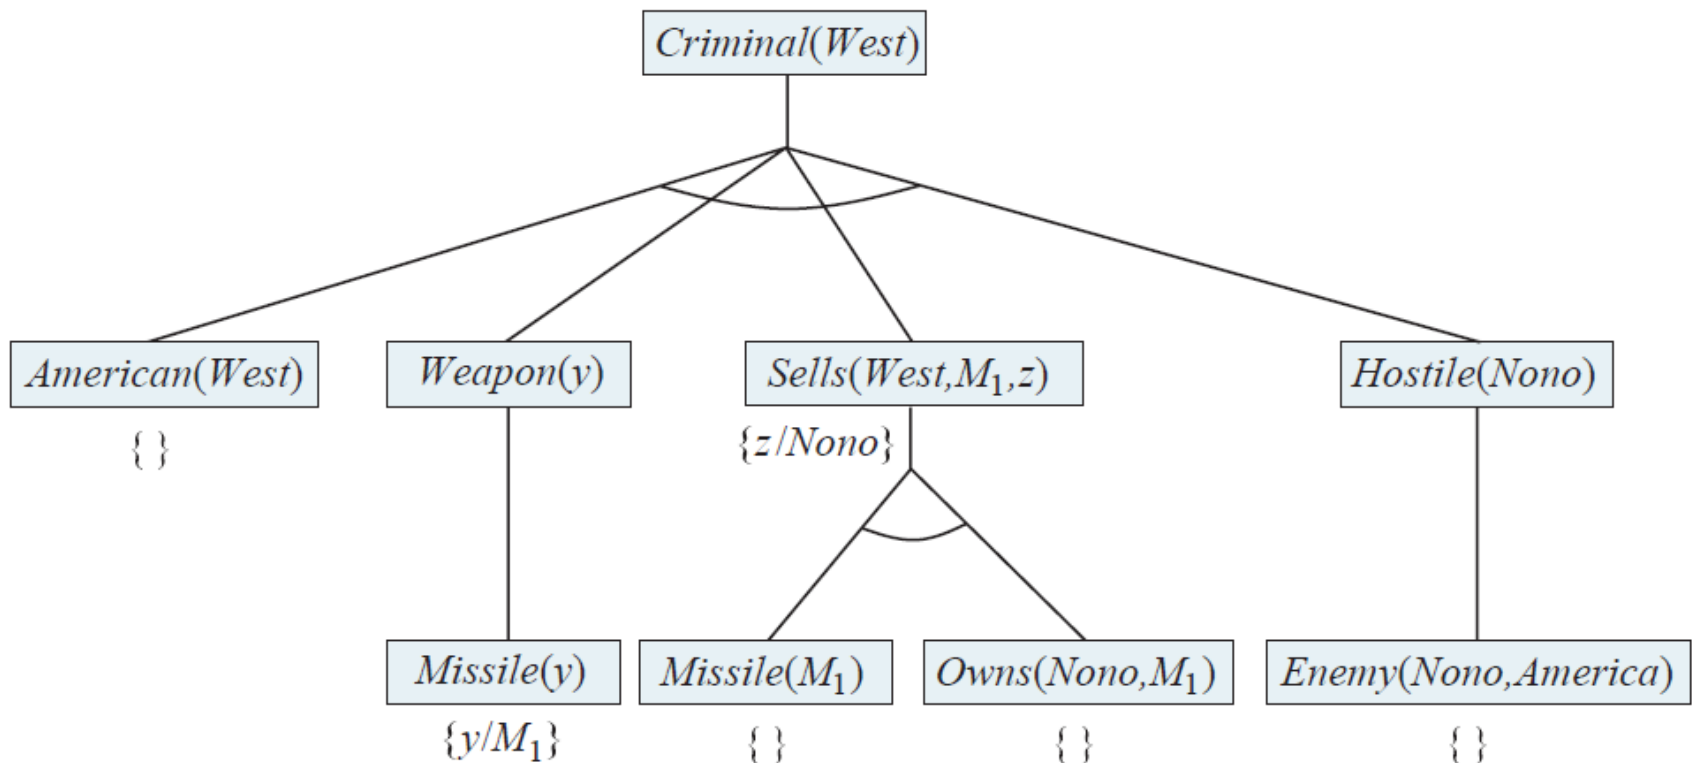 Criminal(West)
American(West)
Weapon(y)
Sells(West,M₁,z)
Hostile(Nono)
{ }
{z/Nono}
Missile(y)
Missile(M₁)
Owns(Nono,M₁)
Enemy(Nono,America)
{y/M₁}
{ }
{ }
{ }